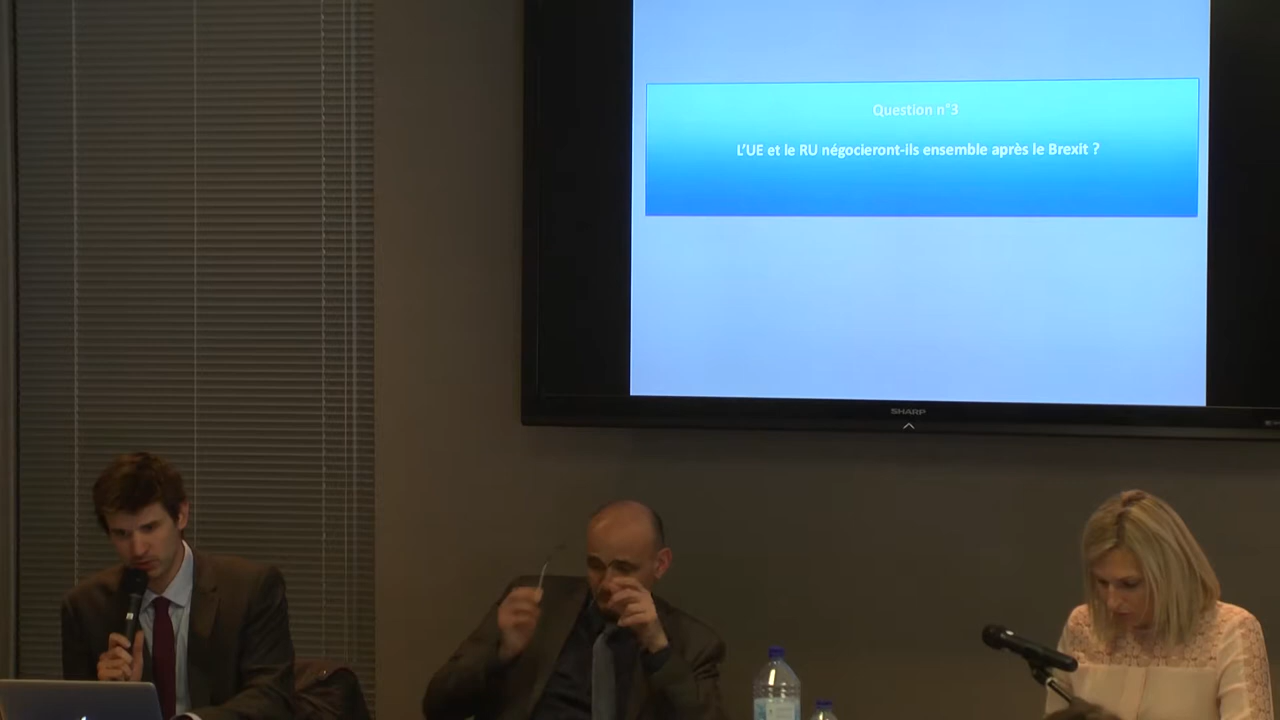 Question n°3
L'UE et le RU négocieront-ils ensemble après le Brexit ?
SHARP